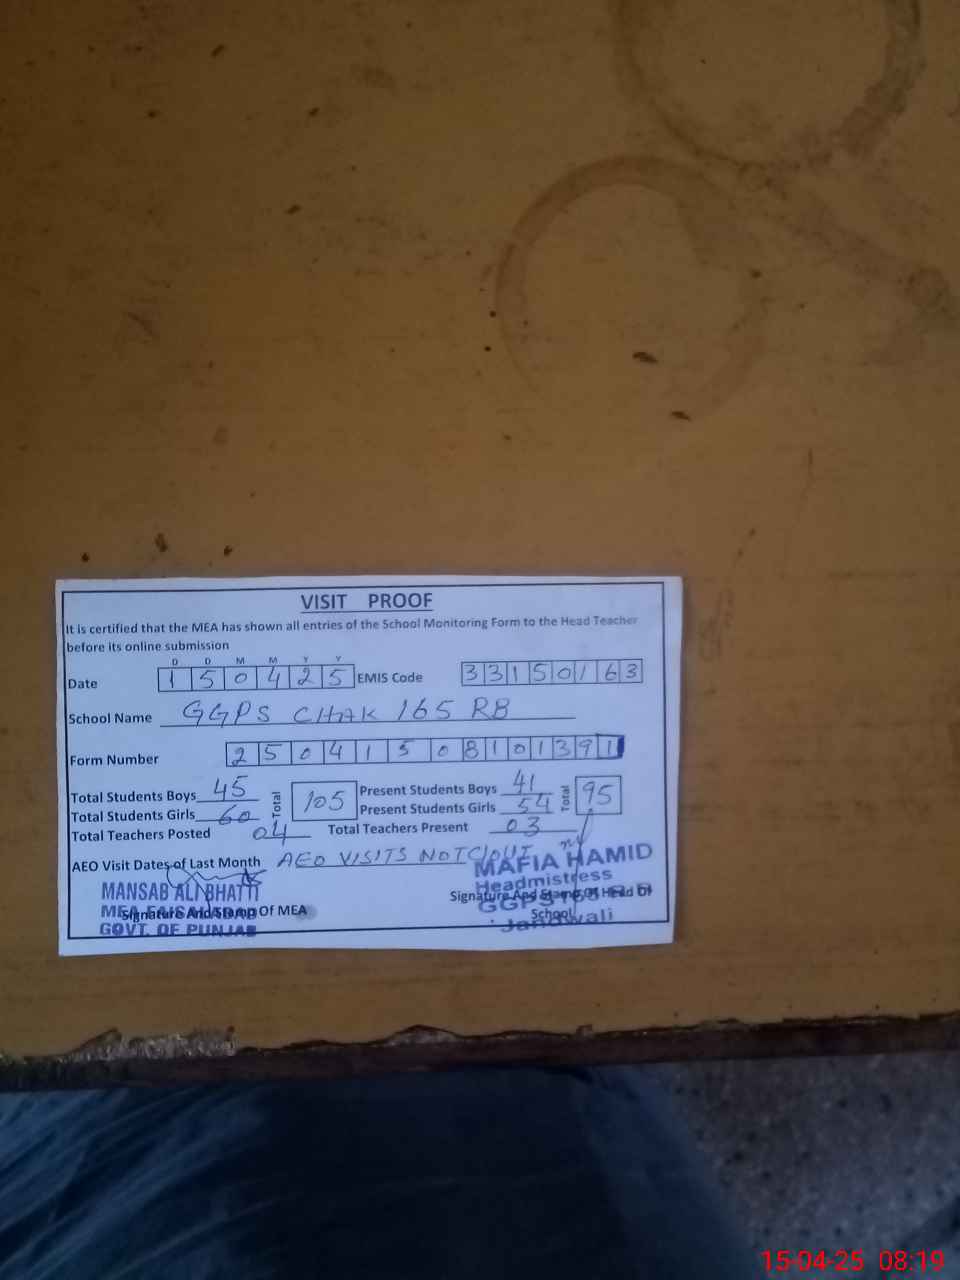 VISIT PROOF
It is certified that the MEA has shown all entries of the School Monitoring Form to the Head Teacher
before its online submission
D D M M Y Y
Date 1 5 0 4 2 5 EMIS Code 3 3 1 5 0 1 6 3
School Name GGPS CHAK 165 RB
Form Number 2 5 0 4 1 5 0 8 1 0 1 3 9 1
Total Students Boys 45 Total 105 Present Students Boys 41 Total 95
Total Students Girls 60 Present Students Girls 54
Total Teachers Posted 04 Total Teachers Present 03
AEO Visit Dates of Last Month AEO VISITS NOT
MANSAB ALI BHATTI
MEA FAISALABAD
Signature And Stamp Of MEA
GOVT. OF PUNJAB
MAFIA HAMID
Headmistress
GGPS 165 R B
Signature And Stamp Of Head Of
School
Jandwali
15-04-25 08:19